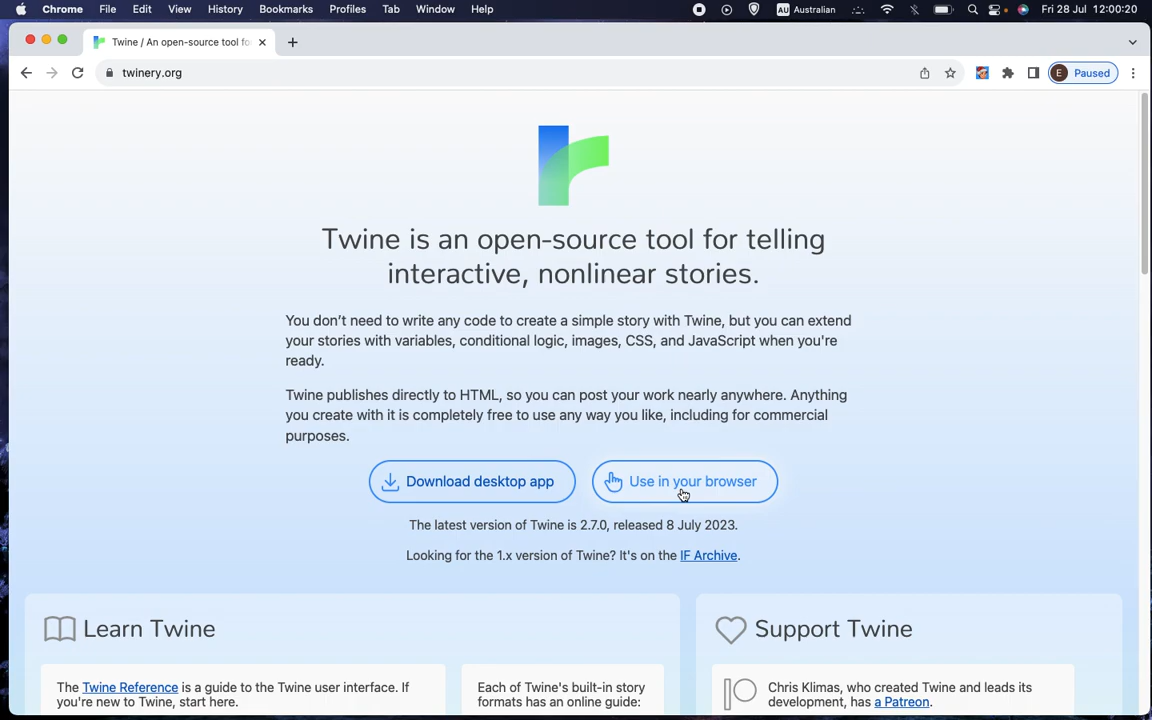 Chrome File Edit View History Bookmarks Profiles Tab Window Help AU Australian Fri 28 Jul 12:00:20
Twine / An open-source tool fo
twinery.org E Paused
Twine is an open-source tool for telling
interactive, nonlinear stories.
You don't need to write any code to create a simple story with Twine, but you can extend
your stories with variables, conditional logic, images, CSS, and JavaScript when you're
ready.
Twine publishes directly to HTML, so you can post your work nearly anywhere. Anything
you create with it is completely free to use any way you like, including for commercial
purposes.
Download desktop app Use in your browser
The latest version of Twine is 2.7.0, released 8 July 2023.
Looking for the 1.x version of Twine? It's on the IF Archive.
Learn Twine
The Twine Reference is a guide to the Twine user interface. If
you're new to Twine, start here.
Each of Twine's built-in story
formats has an online guide:
Support Twine
Chris Klimas, who created Twine and leads its
development, has a Patreon.